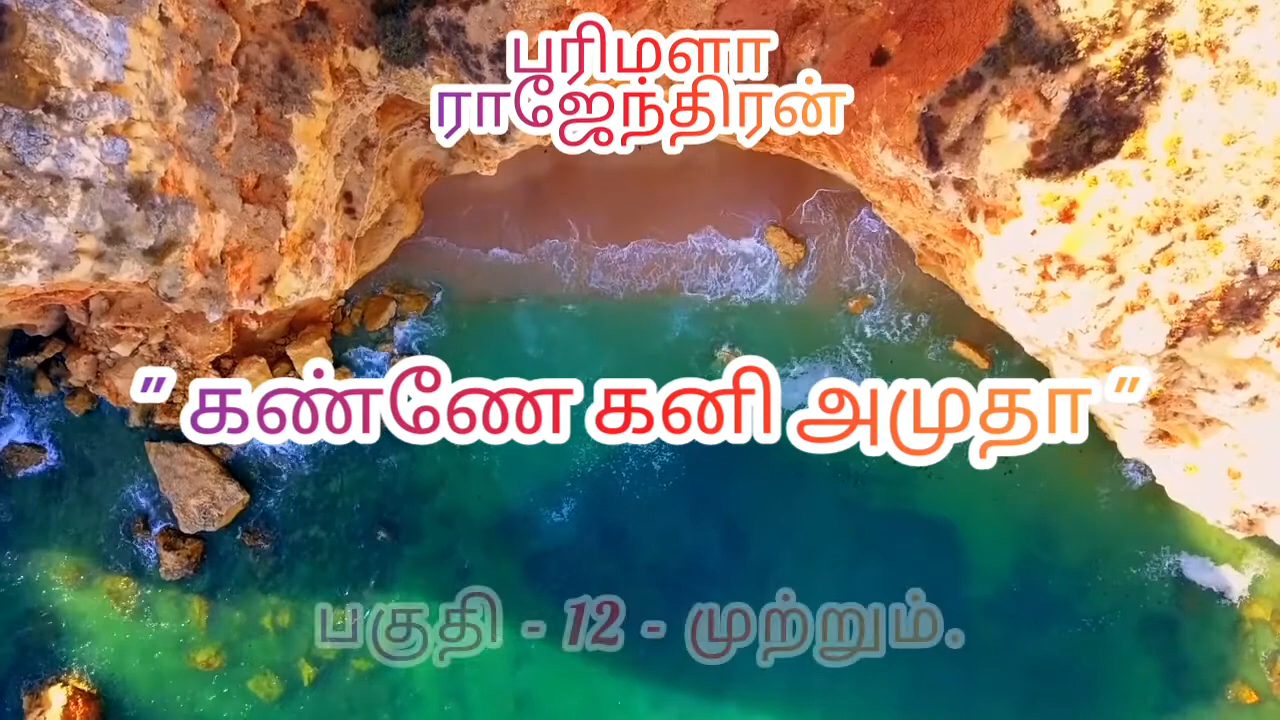 பரிமளா
ராஜேந்திரன்
" கண்ணே கனி அமுதா "
பகுதி - 12 - முற்றும்.